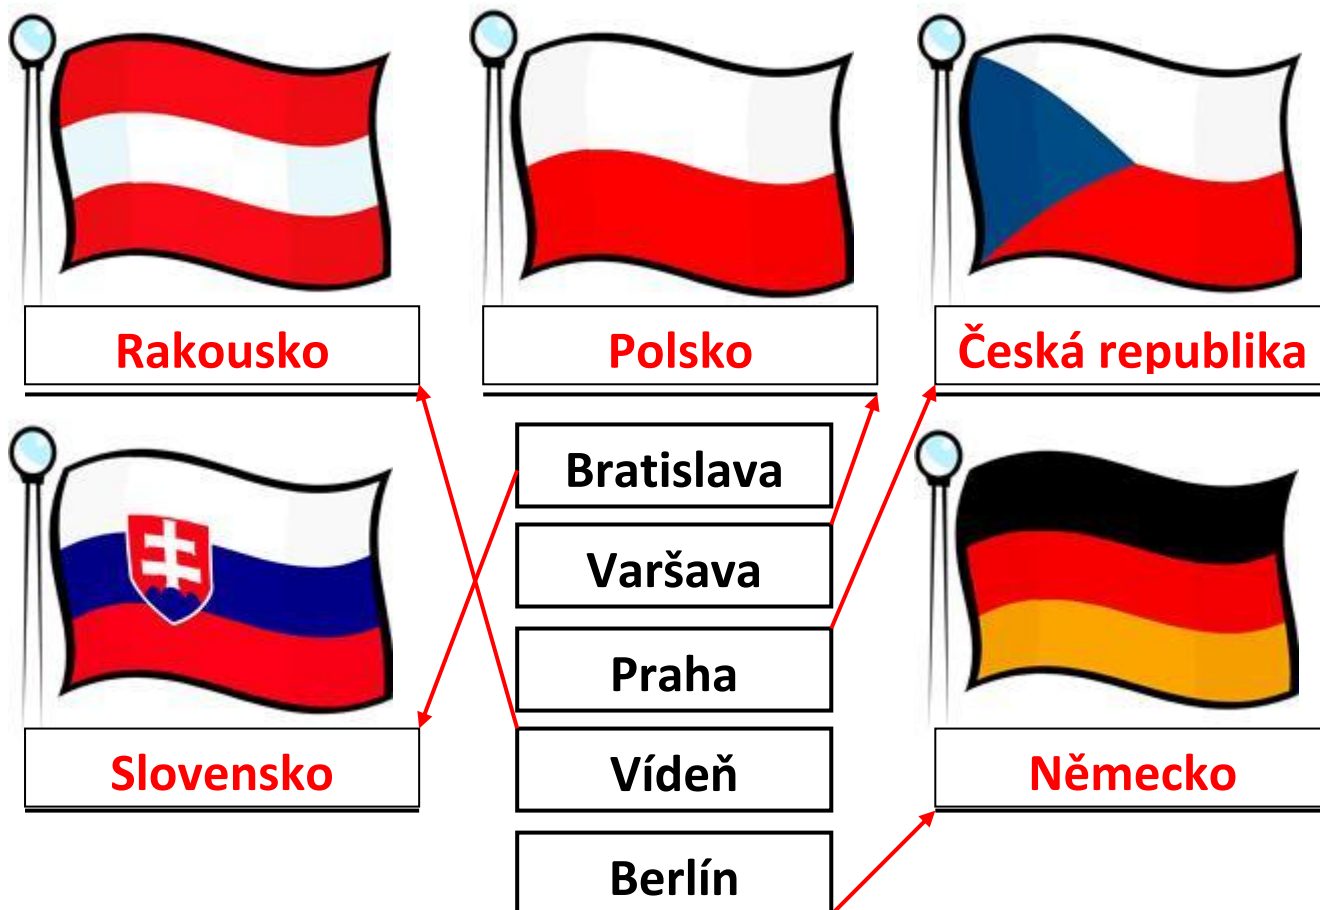 Rakousko
Polsko
Česká republika
Bratislava
Varšava
Praha
Slovensko
Vídeň
Německo
Berlín